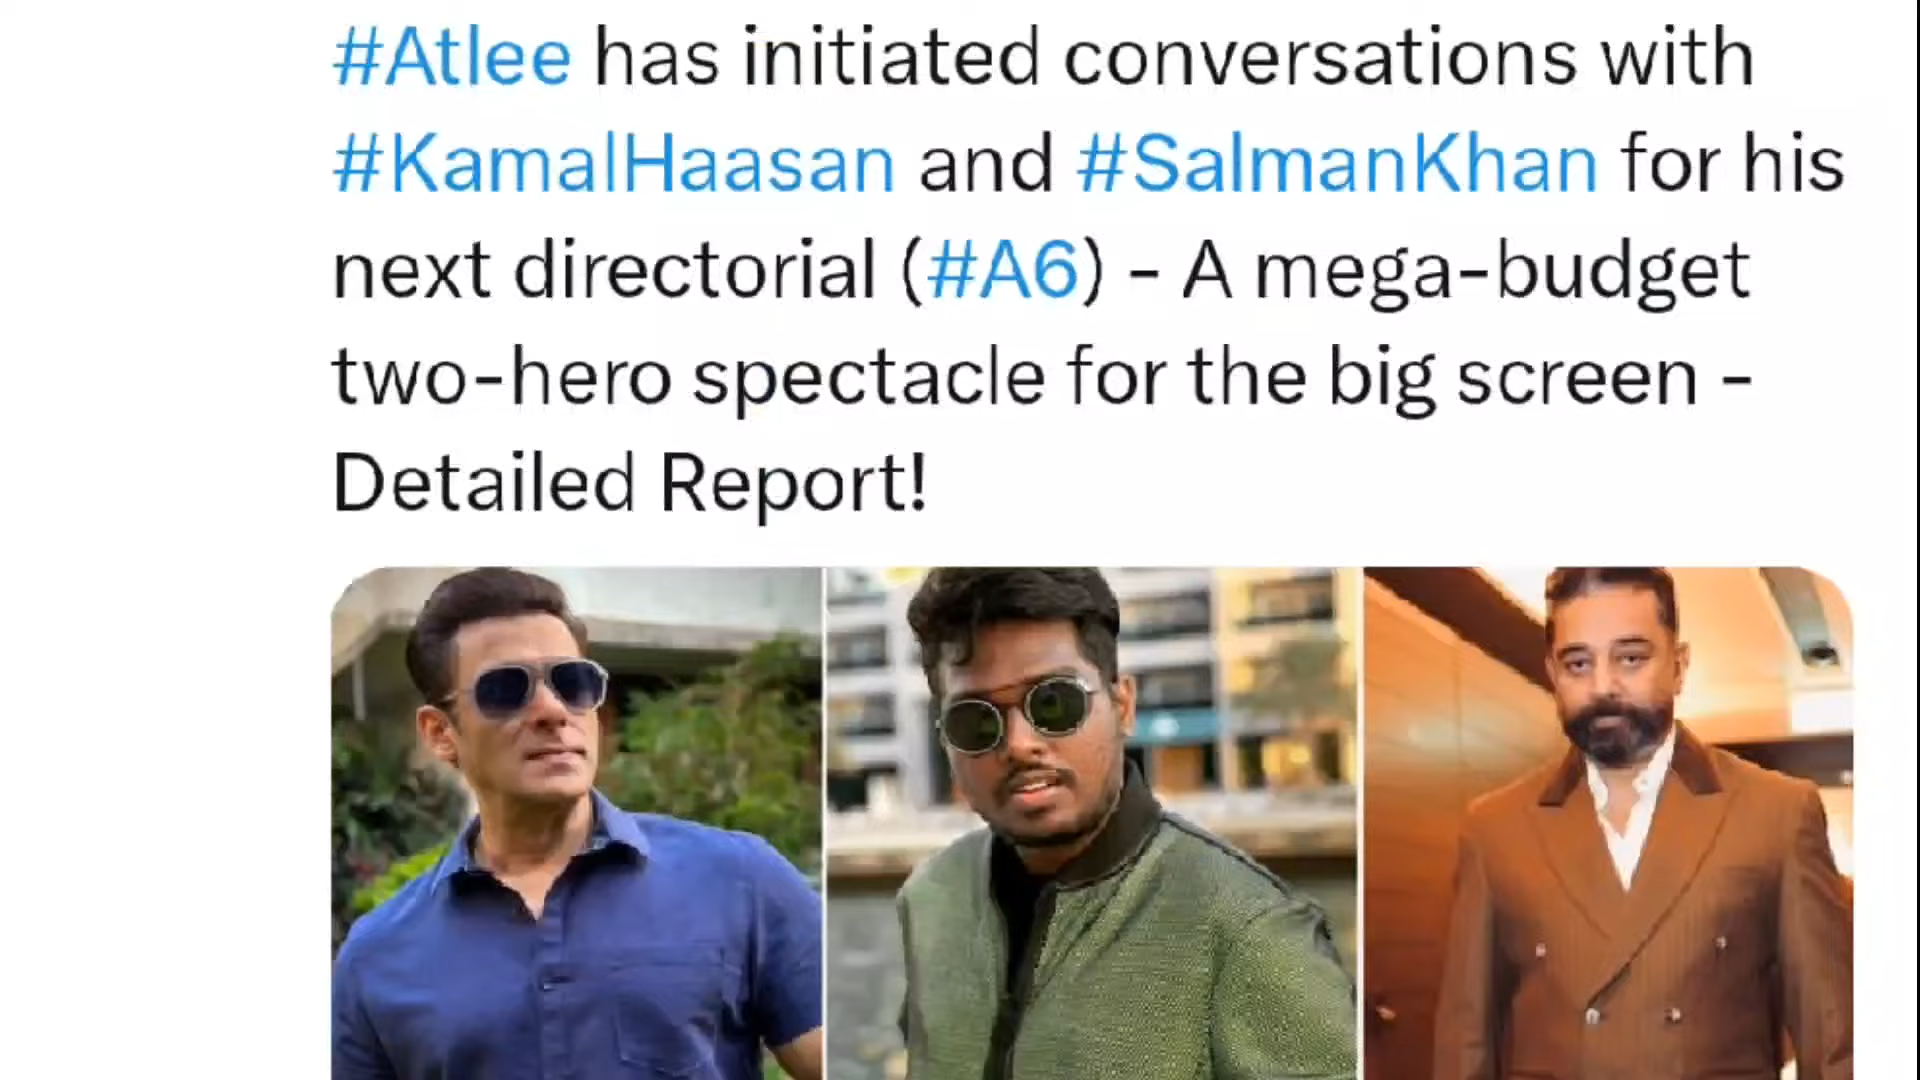 #Atlee has initiated conversations with
#KamalHaasan and #SalmanKhan for his
next directorial (#A6) - A mega-budget
two-hero spectacle for the big screen -
Detailed Report!